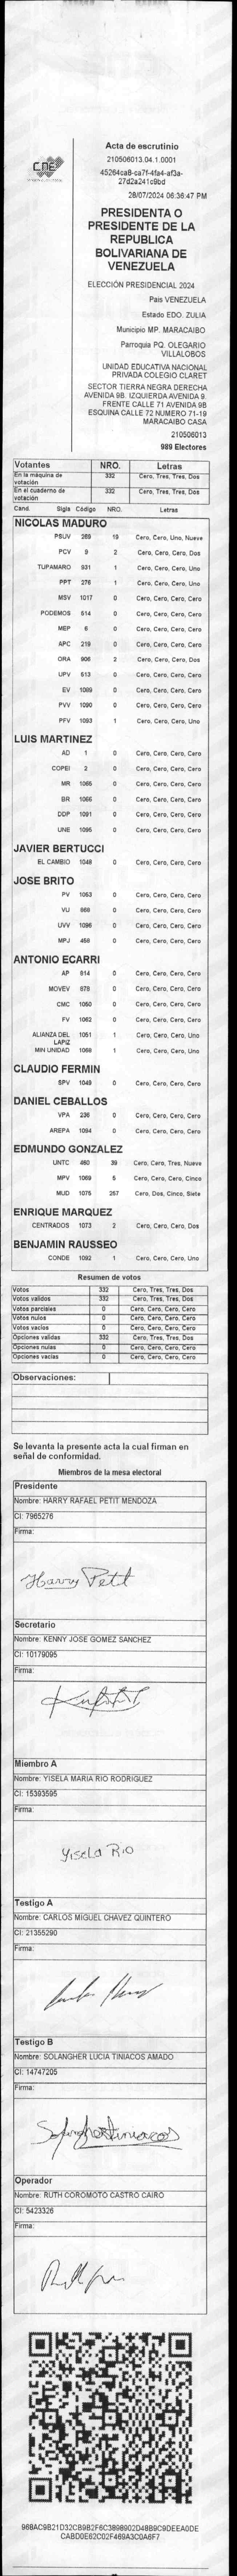 CNE
Acta de escrutinio
210506013.04.1.0001
45264ca8-ca7f-4fa4-af3a-
27d2a241c9bd
28/07/2024 06:36:47 PM
PRESIDENTA O
PRESIDENTE DE LA
REPUBLICA
BOLIVARIANA DE
VENEZUELA
ELECCIÓN PRESIDENCIAL 2024
Pais VENEZUELA
Estado EDO. ZULIA
Municipio MP. MARACAIBO
Parroquia PQ. OLEGARIO
VILLALOBOS
UNIDAD EDUCATIVA NACIONAL
PRIVADA COLEGIO CLARET
SECTOR TIERRA NEGRA DERECHA
AVENIDA 9B. IZQUIERDA AVENIDA 9.
FRENTE CALLE 71 AVENIDA 9B
ESQUINA CALLE 72 NUMERO 71-19
MARACAIBO CASA
210506013
989 Electores
Votantes NRO. Letras
En la máquina de votación 332 Cero, Tres, Tres, Dos
En el cuaderno de votación 332 Cero, Tres, Tres, Dos
Cand. Sigla Código NRO. Letras
NICOLAS MADURO
PSUV 269 19 Cero, Cero, Uno, Nueve
PCV 9 2 Cero, Cero, Cero, Dos
TUPAMARO 931 1 Cero, Cero, Cero, Uno
PPT 276 1 Cero, Cero, Cero, Uno
MSV 1017 0 Cero, Cero, Cero, Cero
PODEMOS 514 0 Cero, Cero, Cero, Cero
MEP 6 0 Cero, Cero, Cero, Cero
APC 219 0 Cero, Cero, Cero, Cero
ORA 906 2 Cero, Cero, Cero, Dos
UPV 513 0 Cero, Cero, Cero, Cero
EV 1089 0 Cero, Cero, Cero, Cero
PVV 1090 0 Cero, Cero, Cero, Cero
PFV 1093 1 Cero, Cero, Cero, Uno
LUIS MARTINEZ
AD 1 0 Cero, Cero, Cero, Cero
COPEI 2 0 Cero, Cero, Cero, Cero
MR 1065 0 Cero, Cero, Cero, Cero
BR 1066 0 Cero, Cero, Cero, Cero
DDP 1091 0 Cero, Cero, Cero, Cero
UNE 1095 0 Cero, Cero, Cero, Cero
JAVIER BERTUCCI
EL CAMBIO 1048 0 Cero, Cero, Cero, Cero
JOSE BRITO
PV 1053 0 Cero, Cero, Cero, Cero
VU 868 0 Cero, Cero, Cero, Cero
UVV 1096 0 Cero, Cero, Cero, Cero
MPJ 458 0 Cero, Cero, Cero, Cero
ANTONIO ECARRI
AP 814 0 Cero, Cero, Cero, Cero
MOVEV 878 0 Cero, Cero, Cero, Cero
CMC 1050 0 Cero, Cero, Cero, Cero
FV 1062 0 Cero, Cero, Cero, Cero
ALIANZA DEL LAPIZ 1051 1 Cero, Cero, Cero, Uno
MIN UNIDAD 1068 1 Cero, Cero, Cero, Uno
CLAUDIO FERMIN
SPV 1049 0 Cero, Cero, Cero, Cero
DANIEL CEBALLOS
VPA 236 0 Cero, Cero, Cero, Cero
AREPA 1094 0 Cero, Cero, Cero, Cero
EDMUNDO GONZALEZ
UNTC 460 39 Cero, Cero, Tres, Nueve
MPV 1069 5 Cero, Cero, Cero, Cinco
MUD 1075 257 Cero, Dos, Cinco, Siete
ENRIQUE MARQUEZ
CENTRADOS 1073 2 Cero, Cero, Cero, Dos
BENJAMIN RAUSSEO
CONDE 1092 1 Cero, Cero, Cero, Uno
Resumen de votos
Votos 332 Cero, Tres, Tres, Dos
Votos validos 332 Cero, Tres, Tres, Dos
Votos parciales 0 Cero, Cero, Cero, Cero
Votos nulos 0 Cero, Cero, Cero, Cero
Votos vacios 0 Cero, Cero, Cero, Cero
Opciones validas 332 Cero, Tres, Tres, Dos
Opciones nulas 0 Cero, Cero, Cero, Cero
Opciones vacias 0 Cero, Cero, Cero, Cero
Observaciones:
Se levanta la presente acta la cual firman en
señal de conformidad.
Miembros de la mesa electoral
Presidente
Nombre: HARRY RAFAEL PETIT MENDOZA
CI: 7965276
Firma:
Harry Petit
Secretario
Nombre: KENNY JOSE GOMEZ SANCHEZ
CI: 10179095
Firma:
Miembro A
Nombre: YISELA MARIA RIO RODRIGUEZ
CI: 15393595
Firma:
Yisela Rio
Testigo A
Nombre: CARLOS MIGUEL CHAVEZ QUINTERO
CI: 21355290
Firma:
Testigo B
Nombre: SOLANGHER LUCIA TINIACOS AMADO
CI: 14747205
Firma:
Operador
Nombre: RUTH COROMOTO CASTRO CAIRO
CI: 5423326
Firma:
968AC9B21D32CB9B2F6C3898902D48B9C9DEEA0DE
CABD0E62C02F469A3C0A6F7